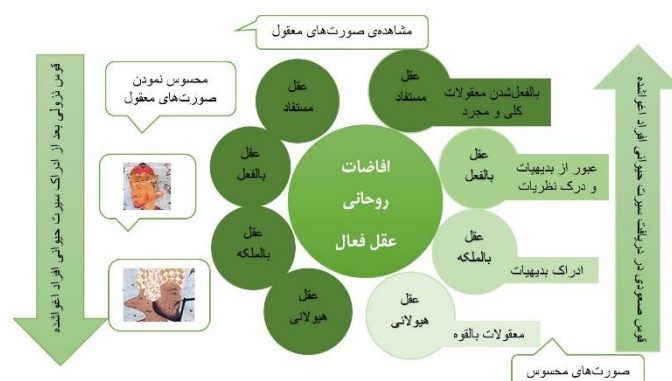 مشاهده‌ی صورت‌های معقول
قوس صعودی در دریافت سیرت حیوانی افراد اغواشده
بالفعل‌شدن معقولات
کلی و مجرد
عبور از بدیهیات
و درک نظریات
ادراک بدیهیات
معقولات بالقوه
صورت‌های محسوس
عقل
مستفاد
عقل
بالفعل
عقل
بالملکه
عقل
هیولانی
افاضات
روحانی
عقل فعال
عقل
مستفاد
عقل
بالفعل
عقل
بالملکه
عقل
هیولانی
محسوس نمودن
صورت‌های معقول
قوس نزولی بعد از ادراک سیرت حیوانی افراد اغواشده